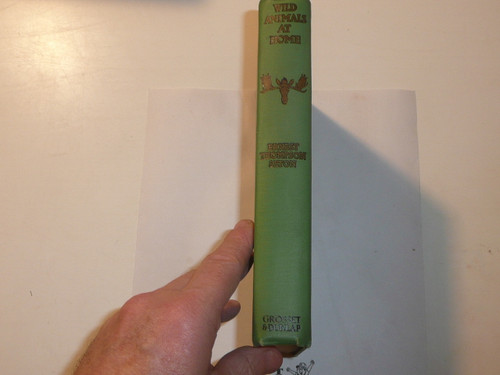 WILD
ANIMALS
AT
HOME
ERNEST
THOMPSON
SETON
GROSSET
& DUNLAP